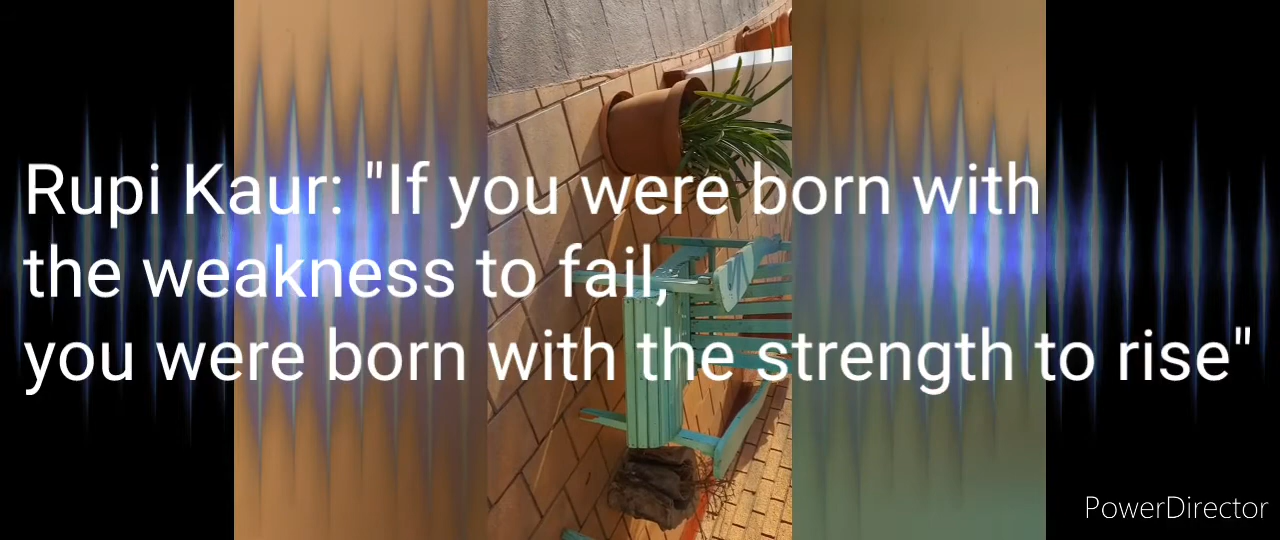 Rupi Kaur: "If you were born with
the weakness to fail,
you were born with the strength to rise"
PowerDirector